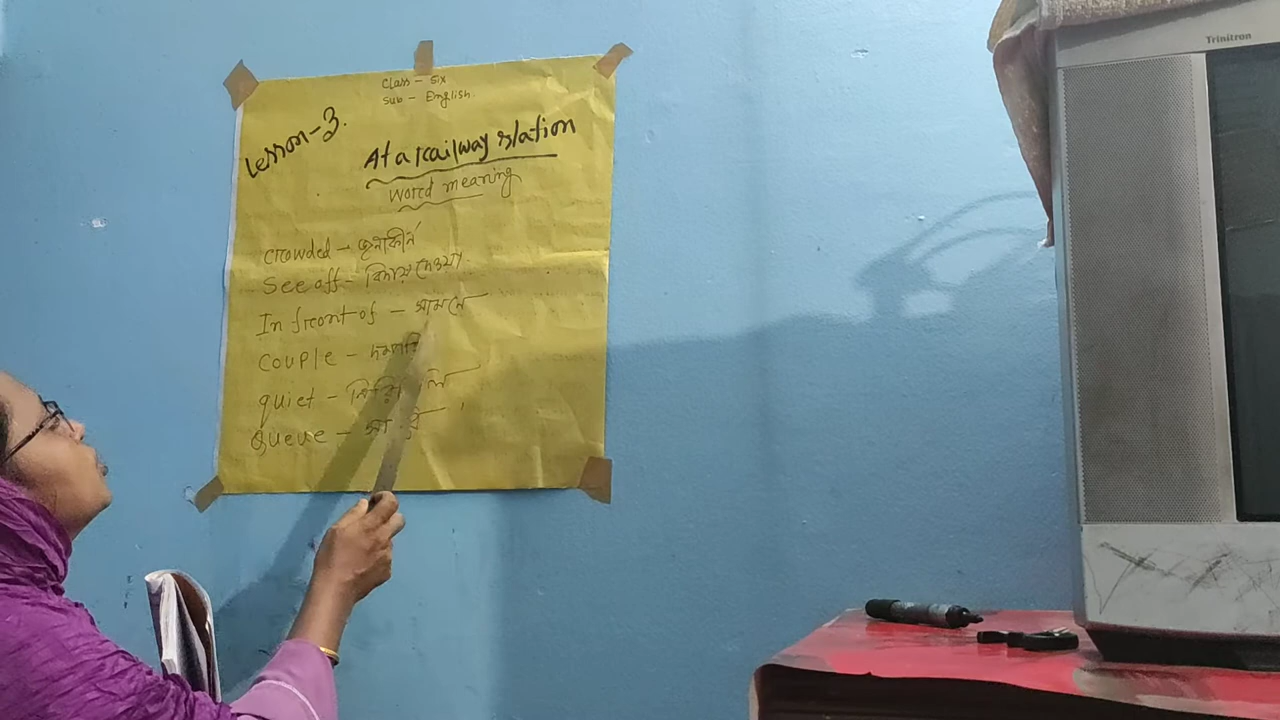 Class - Six
Sub - English
Lesson-3.
At a railway station
Word meaning
Crowded - জনাকীর্ন
See off - বিদায় দেওয়া
In front of - সামনে
Couple -
quiet -
Queue -
Trinitron